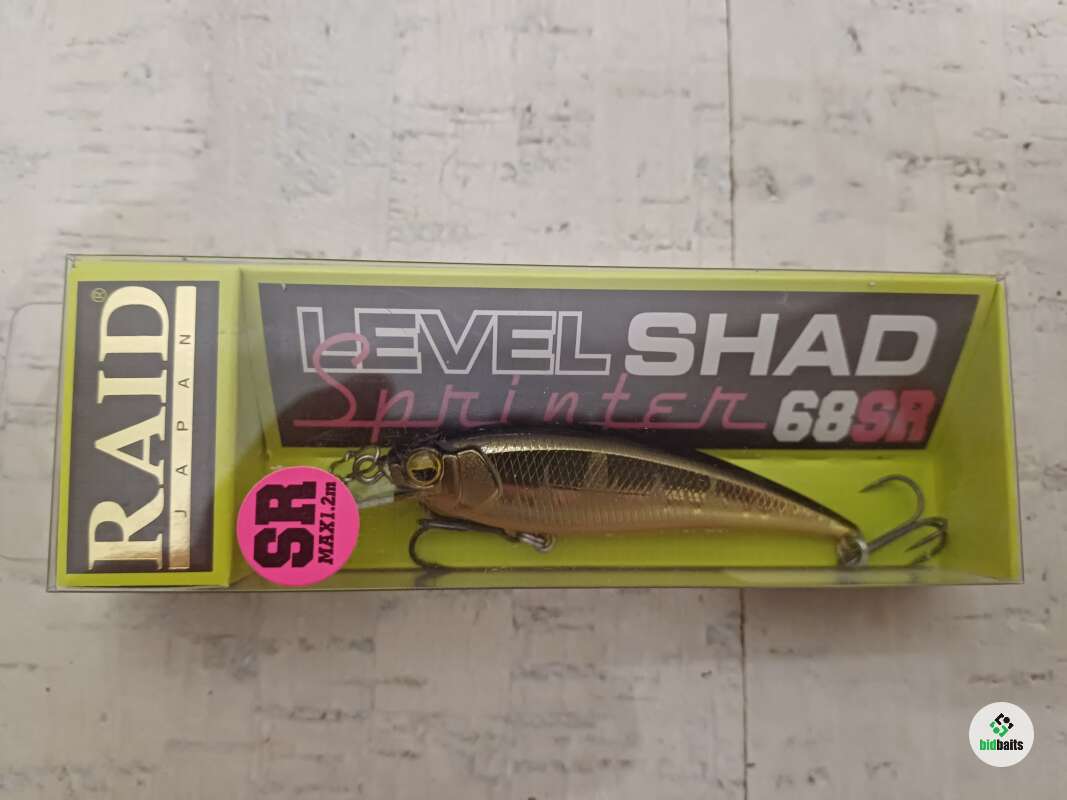 RAID®
JAPAN
LEVEL SHAD
Sprinter 68SR
SR
MAX1.2m
bidbaits